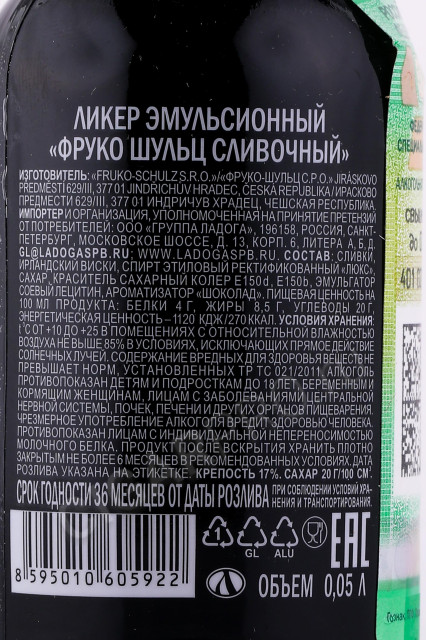 ЛИКЕР ЭМУЛЬСИОННЫЙ
«ФРУКО ШУЛЬЦ СЛИВОЧНЫЙ»
ИЗГОТОВИТЕЛЬ: «FRUKO-SCHULZ S.R.O.»/«ФРУКО-ШУЛЬЦ С.Р.О.» JIRÁSKOVO
PŘEDMĚSTÍ 629/III, 377 01 JINDŘICHŮV HRADEC, ČESKÁ REPUBLIKA / ИРАСКОВО
ПРЕДМЕСТИ 629/III, 377 01 ИНДРИЧУВ ХРАДЕЦ, ЧЕШСКАЯ РЕСПУБЛИКА.
ИМПОРТЕР И ОРГАНИЗАЦИЯ, УПОЛНОМОЧЕННАЯ НА ПРИНЯТИЕ ПРЕТЕНЗИЙ
ОТ ПОТРЕБИТЕЛЕЙ: ООО «ГРУППА ЛАДОГА», 196158, РОССИЯ, САНКТ-
ПЕТЕРБУРГ, МОСКОВСКОЕ ШОССЕ, Д. 13, КОРП. 6, ЛИТЕРА А, Б, Д.
GL@LADOGASPB.RU; WWW.LADOGASPB.RU. СОСТАВ: СЛИВКИ,
ИРЛАНДСКИЙ ВИСКИ, СПИРТ ЭТИЛОВЫЙ РЕКТИФИКОВАННЫЙ «ЛЮКС»,
САХАР, КРАСИТЕЛЬ САХАРНЫЙ КОЛЕР Е150d, Е150b, ЭМУЛЬГАТОР
СОЕВЫЙ ЛЕЦИТИН, АРОМАТИЗАТОР «ШОКОЛАД». ПИЩЕВАЯ ЦЕННОСТЬ НА
100 МЛ ПРОДУКТА: БЕЛКИ 4 Г, ЖИРЫ 8,5 Г, УГЛЕВОДЫ 20 Г,
ЭНЕРГЕТИЧЕСКАЯ ЦЕННОСТЬ – 1120 КДЖ/270 ККАЛ. УСЛОВИЯ ХРАНЕНИЯ:
t °С ОТ +10 ДО +25 В ПОМЕЩЕНИЯХ С ОТНОСИТЕЛЬНОЙ ВЛАЖНОСТЬЮ
ВОЗДУХА НЕ ВЫШЕ 85% В УСЛОВИЯХ, ИСКЛЮЧАЮЩИХ ПРЯМОЕ ДЕЙСТВИЕ
СОЛНЕЧНЫХ ЛУЧЕЙ. СОДЕРЖАНИЕ ВРЕДНЫХ ДЛЯ ЗДОРОВЬЯ ВЕЩЕСТВ НЕ
ПРЕВЫШАЕТ НОРМ, УСТАНОВЛЕННЫХ ТР ТС 021/2011. АЛКОГОЛЬ
ПРОТИВОПОКАЗАН ДЕТЯМ И ПОДРОСТКАМ ДО 18 ЛЕТ, БЕРЕМЕННЫМ И
КОРМЯЩИМ ЖЕНЩИНАМ, ЛИЦАМ С ЗАБОЛЕВАНИЯМИ ЦЕНТРАЛЬНОЙ
НЕРВНОЙ СИСТЕМЫ, ПОЧЕК, ПЕЧЕНИ И ДРУГИХ ОРГАНОВ ПИЩЕВАРЕНИЯ.
ЧРЕЗМЕРНОЕ УПОТРЕБЛЕНИЕ АЛКОГОЛЯ ВРЕДИТ ЗДОРОВЬЮ ЧЕЛОВЕКА.
ПРОТИВОПОКАЗАН ЛИЦАМ С ИНДИВИДУАЛЬНОЙ НЕПЕРЕНОСИМОСТЬЮ
МОЛОЧНОГО БЕЛКА. ПРОДУКТ ПОСЛЕ ВСКРЫТИЯ ХРАНИТЬ ПЛОТНО
ЗАКРЫТЫМ НЕ БОЛЕЕ 6 МЕСЯЦЕВ В РЕКОМЕНДОВАННЫХ УСЛОВИЯХ. ДАТА
РОЗЛИВА УКАЗАНА НА ЭТИКЕТКЕ. КРЕПОСТЬ 17%. САХАР 20 Г/100 СМ³.
СРОК ГОДНОСТИ 36 МЕСЯЦЕВ ОТ ДАТЫ РОЗЛИВА ПРИ СОБЛЮДЕНИИ УСЛОВИЙ ХРА-
НЕНИЯ И ТРАНСПОРТИРОВАНИЯ.
1 GL ALU EAC
8 595010 605922
ОБЪЕМ 0,05 Л